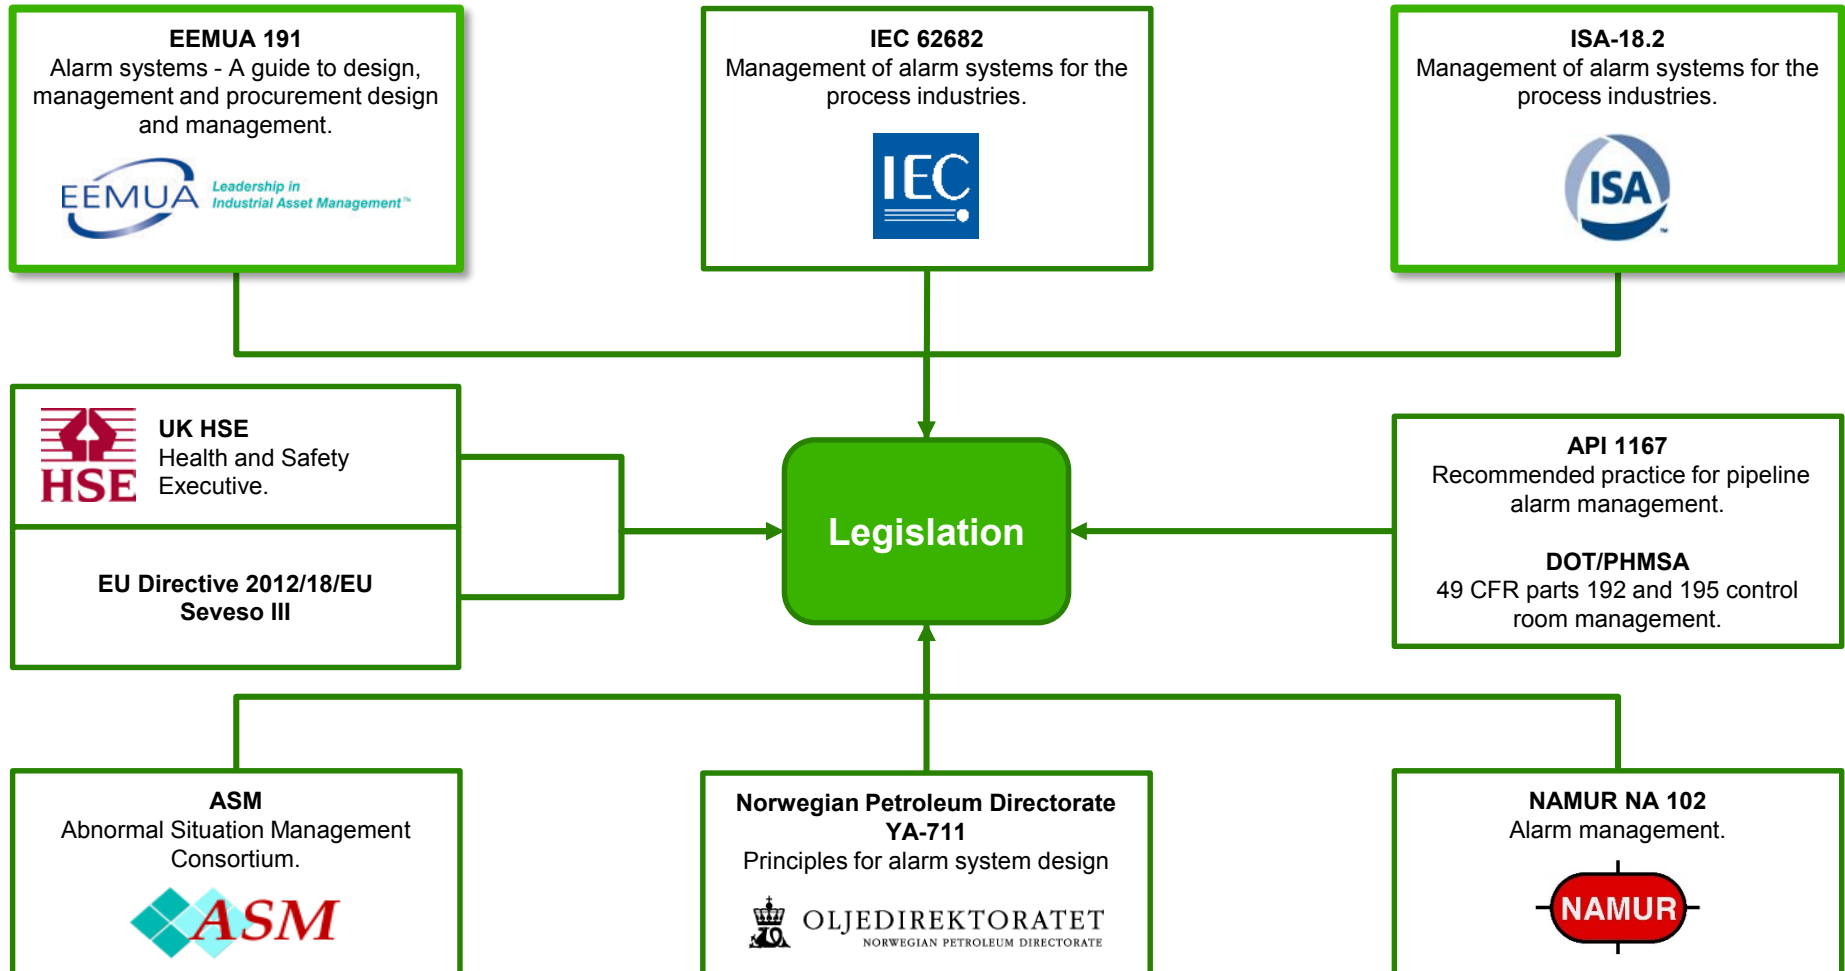 EEMUA 191
Alarm systems - A guide to design,
management and procurement design
and management.
EEMUA
Leadership in
Industrial Asset Management™
IEC 62682
Management of alarm systems for the
process industries.
IEC
ISA-18.2
Management of alarm systems for the
process industries.
ISA
™
HSE
UK HSE
Health and Safety
Executive.
EU Directive 2012/18/EU
Seveso III
Legislation
API 1167
Recommended practice for pipeline
alarm management.
DOT/PHMSA
49 CFR parts 192 and 195 control
room management.
ASM
Abnormal Situation Management
Consortium.
ASM
Norwegian Petroleum Directorate
YA-711
Principles for alarm system design
OLJEDIREKTORATET
NORWEGIAN PETROLEUM DIRECTORATE
NAMUR NA 102
Alarm management.
NAMUR